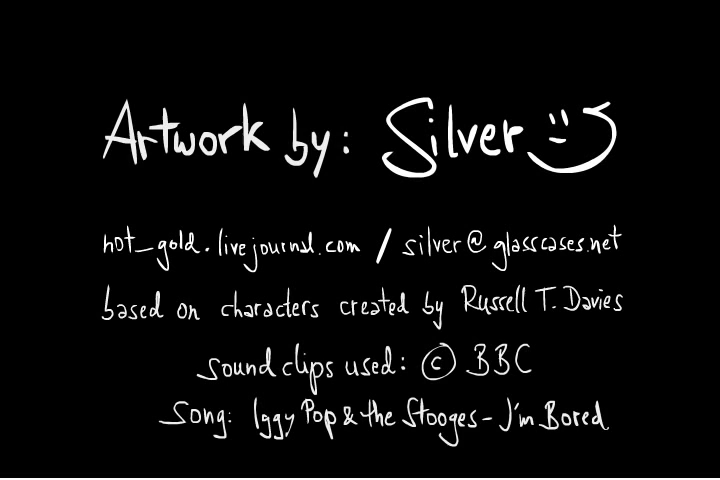 Artwork by: Silver
not_gold.livejournal.com / silver@glasscases.net
based on characters created by Russell T. Davies
sound clips used: © BBC
song: Iggy Pop & the Stooges - I'm Bored